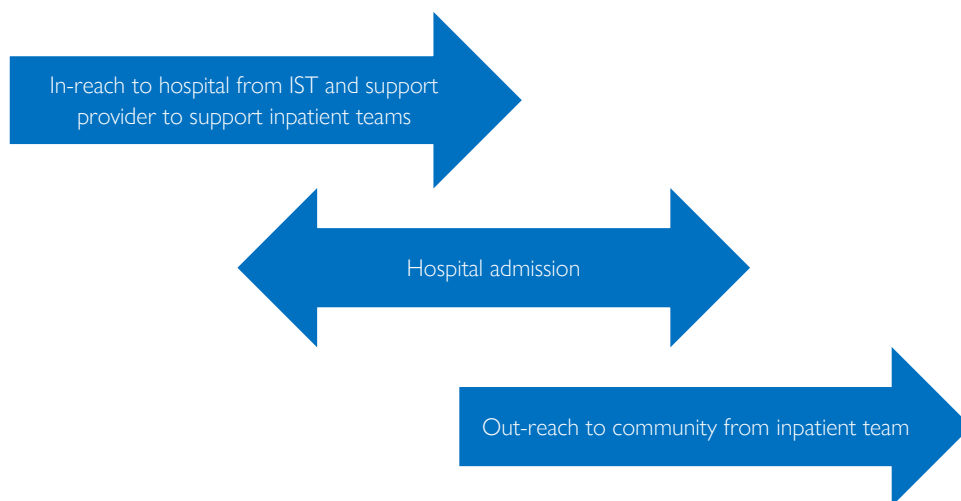 In-reach to hospital from IST and support
provider to support inpatient teams
Hospital admission
Out-reach to community from inpatient team